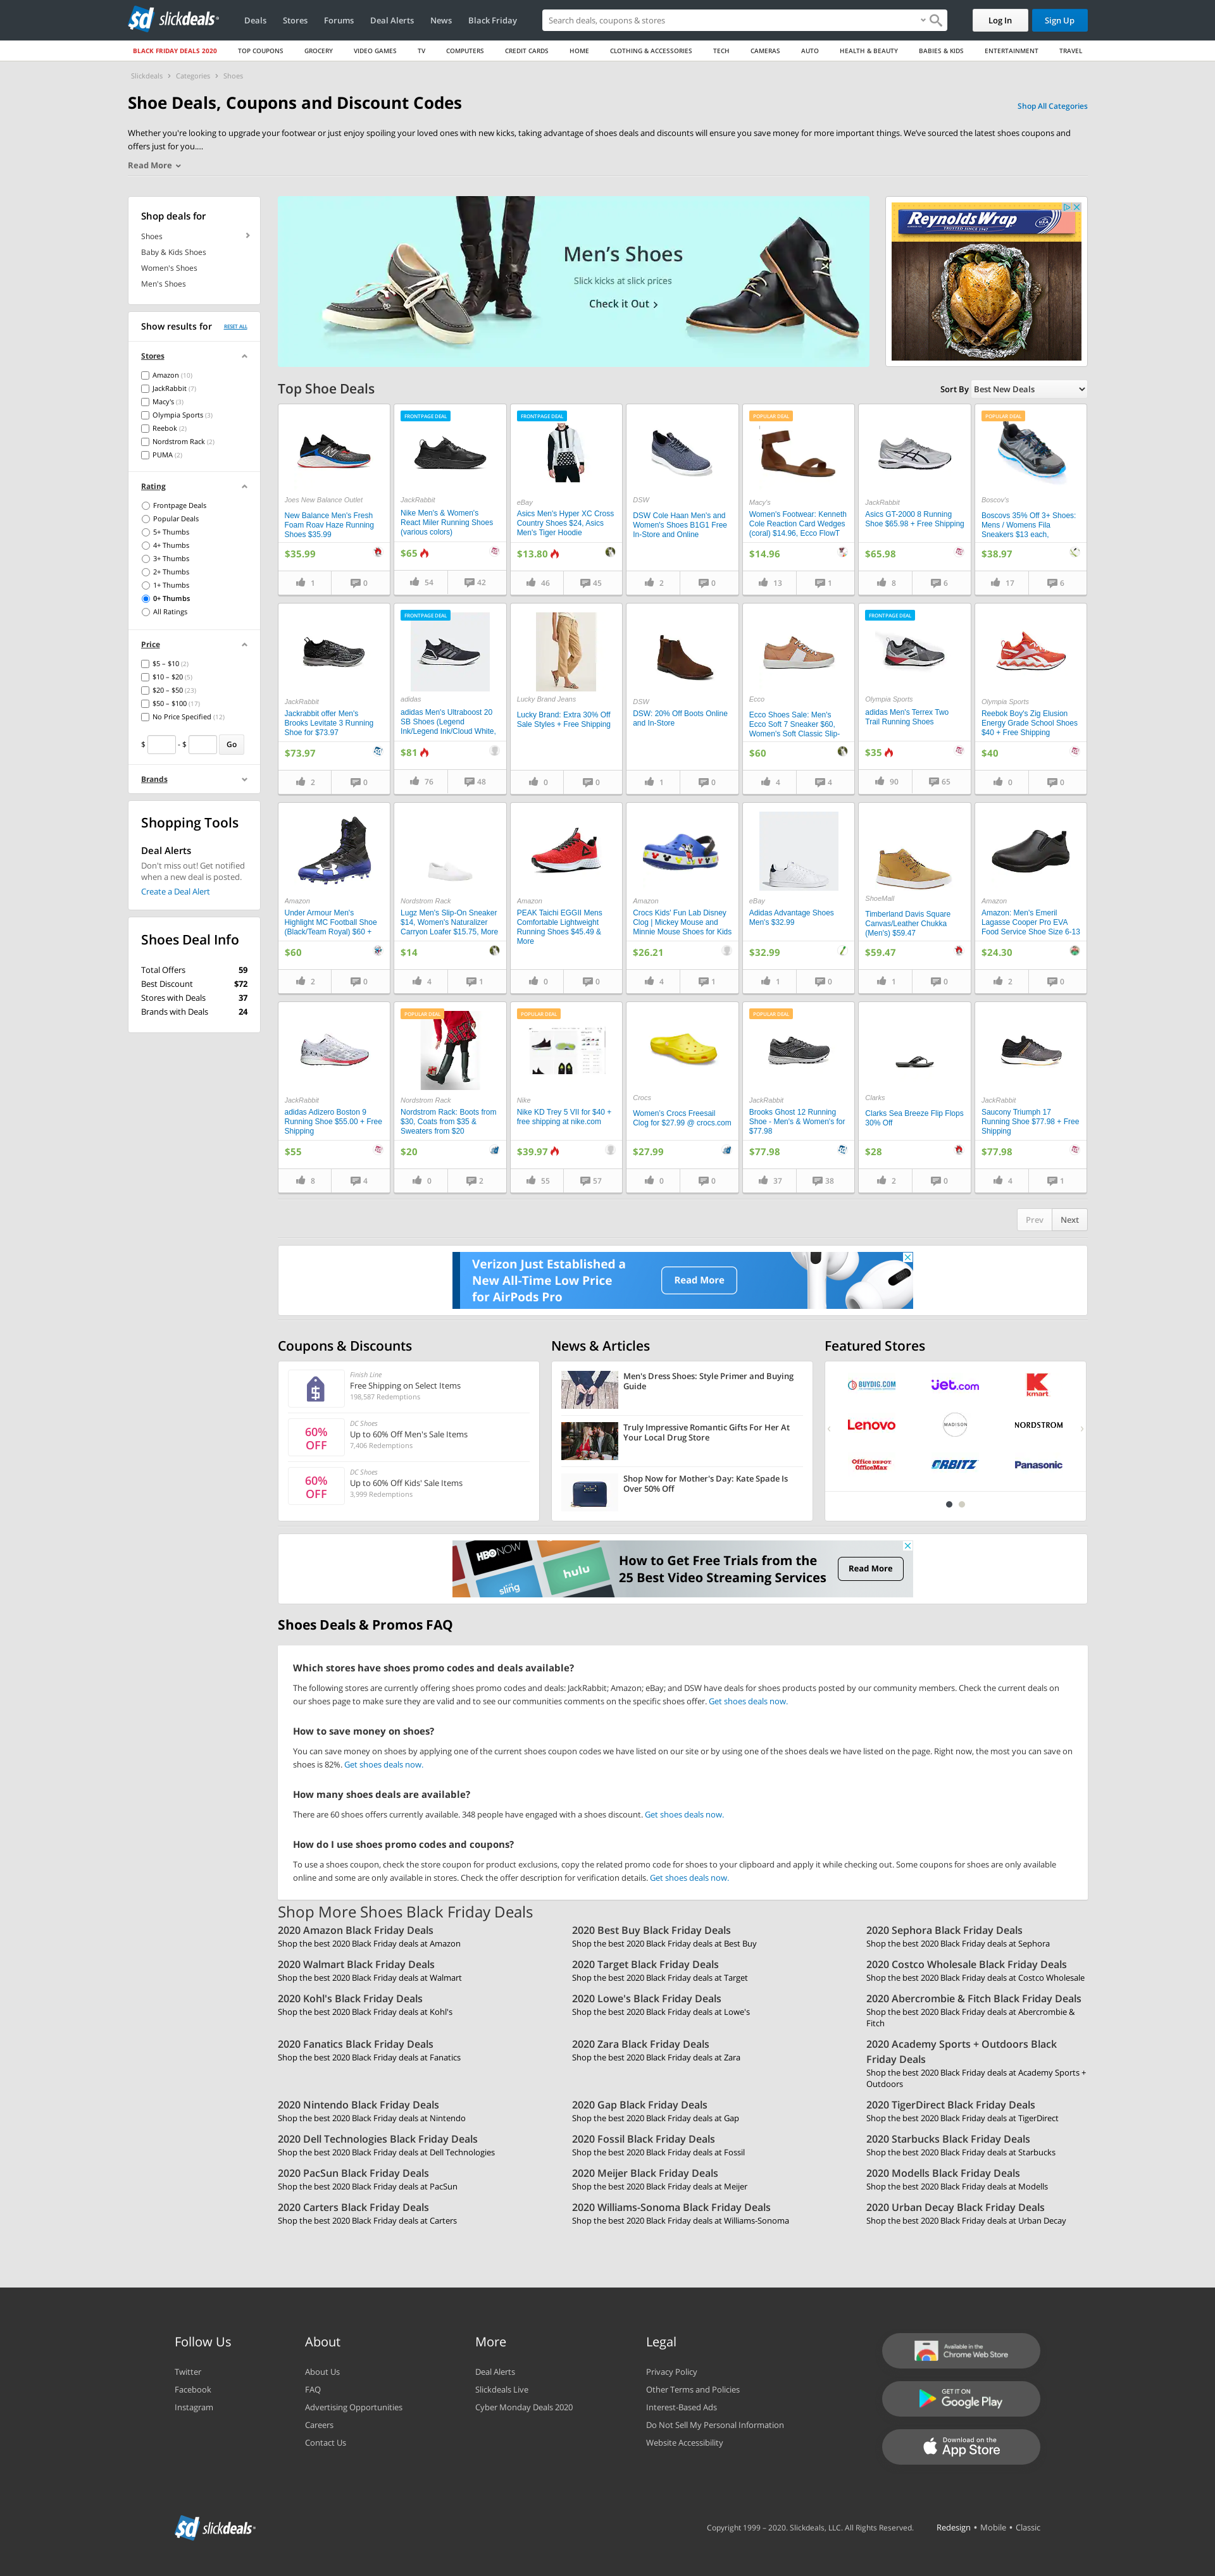 sd slickdeals
Deals Stores Forums Deal Alerts News Black Friday
Search deals, coupons & stores
Log In Sign Up
BLACK FRIDAY DEALS 2020 TOP COUPONS GROCERY VIDEO GAMES TV COMPUTERS CREDIT CARDS HOME CLOTHING & ACCESSORIES TECH CAMERAS AUTO HEALTH & BEAUTY BABIES & KIDS ENTERTAINMENT TRAVEL
Slickdeals > Categories > Shoes
Shoe Deals, Coupons and Discount Codes
Shop All Categories
Whether you're looking to upgrade your footwear or just enjoy spoiling your loved ones with new kicks, taking advantage of shoes deals and discounts will ensure you save money for more important things. We've sourced the latest shoes coupons and
offers just for you....
Read More
Shop deals for
Shoes
Baby & Kids Shoes
Women's Shoes
Men's Shoes
Show results for RESET ALL
Stores
Amazon (10)
JackRabbit (7)
Macy's (3)
Olympia Sports (3)
Reebok (2)
Nordstrom Rack (2)
PUMA (2)
Rating
Frontpage Deals
Popular Deals
5+ Thumbs
4+ Thumbs
3+ Thumbs
2+ Thumbs
1+ Thumbs
0+ Thumbs
All Ratings
Price
$5 – $10 (2)
$10 – $20 (5)
$20 – $50 (23)
$50 – $100 (17)
No Price Specified (12)
$ - $ Go
Brands
Shopping Tools
Deal Alerts
Don't miss out! Get notified
when a new deal is posted.
Create a Deal Alert
Shoes Deal Info
Total Offers 59
Best Discount $72
Stores with Deals 37
Brands with Deals 24
Men's Shoes
Slick kicks at slick prices
Check it Out >
Reynolds Wrap
TRUSTED SINCE 1947
Top Shoe Deals
Sort By Best New Deals
Joes New Balance Outlet
New Balance Men's Fresh
Foam Roav Haze Running
Shoes $35.99
$35.99
1 0
FRONTPAGE DEAL
JackRabbit
Nike Men's & Women's
React Miler Running Shoes
(various colors)
$65
54 42
FRONTPAGE DEAL
eBay
Asics Men's Hyper XC Cross
Country Shoes $24, Asics
Men's Tiger Hoodie
$13.80
46 45
DSW
DSW Cole Haan Men's and
Women's Shoes B1G1 Free
In-Store and Online
2 0
POPULAR DEAL
Macy's
Women's Footwear: Kenneth
Cole Reaction Card Wedges
(coral) $14.96, Ecco FlowT
$14.96
13 1
JackRabbit
Asics GT-2000 8 Running
Shoe $65.98 + Free Shipping
$65.98
8 6
POPULAR DEAL
Boscov's
Boscovs 35% Off 3+ Shoes:
Mens / Womens Fila
Sneakers $13 each,
$38.97
17 6
JackRabbit
Jackrabbit offer Men's
Brooks Levitate 3 Running
Shoe for $73.97
$73.97
2 0
FRONTPAGE DEAL
adidas
adidas Men's Ultraboost 20
SB Shoes (Legend
Ink/Legend Ink/Cloud White,
$81
76 48
Lucky Brand Jeans
Lucky Brand: Extra 30% Off
Sale Styles + Free Shipping
0 0
DSW
DSW: 20% Off Boots Online
and In-Store
1 0
Ecco
Ecco Shoes Sale: Men's
Ecco Soft 7 Sneaker $60,
Women's Soft Classic Slip-
$60
4 4
FRONTPAGE DEAL
Olympia Sports
adidas Men's Terrex Two
Trail Running Shoes
$35
90 65
Olympia Sports
Reebok Boy's Zig Elusion
Energy Grade School Shoes
$40 + Free Shipping
$40
0 0
Amazon
Under Armour Men's
Highlight MC Football Shoe
(Black/Team Royal) $60 +
$60
2 0
Nordstrom Rack
Lugz Men's Slip-On Sneaker
$14, Women's Naturalizer
Carryon Loafer $15.75, More
$14
4 1
Amazon
PEAK Taichi EGGII Mens
Comfortable Lightweight
Running Shoes $45.49 &
More
0 0
Amazon
Crocs Kids' Fun Lab Disney
Clog | Mickey Mouse and
Minnie Mouse Shoes for Kids
$26.21
4 1
eBay
Adidas Advantage Shoes
Men's $32.99
$32.99
1 0
ShoeMall
Timberland Davis Square
Canvas/Leather Chukka
(Men's) $59.47
$59.47
1 0
Amazon
Amazon: Men's Emeril
Lagasse Cooper Pro EVA
Food Service Shoe Size 6-13
$24.30
2 0
JackRabbit
adidas Adizero Boston 9
Running Shoe $55.00 + Free
Shipping
$55
8 4
POPULAR DEAL
Nordstrom Rack
Nordstrom Rack: Boots from
$30, Coats from $35 &
Sweaters from $20
$20
0 2
POPULAR DEAL
Nike
Nike KD Trey 5 VII for $40 +
free shipping at nike.com
$39.97
55 57
Crocs
Women's Crocs Freesail
Clog for $27.99 @ crocs.com
$27.99
0 0
POPULAR DEAL
JackRabbit
Brooks Ghost 12 Running
Shoe - Men's & Women's for
$77.98
$77.98
37 38
Clarks
Clarks Sea Breeze Flip Flops
30% Off
$28
2 0
JackRabbit
Saucony Triumph 17
Running Shoe $77.98 + Free
Shipping
$77.98
4 1
Prev Next
Verizon Just Established a
New All-Time Low Price
for AirPods Pro
Read More
Coupons & Discounts
Finish Line
Free Shipping on Select Items
198,587 Redemptions
60%
OFF
DC Shoes
Up to 60% Off Men's Sale Items
7,406 Redemptions
60%
OFF
DC Shoes
Up to 60% Off Kids' Sale Items
3,999 Redemptions
News & Articles
Men's Dress Shoes: Style Primer and Buying
Guide
Truly Impressive Romantic Gifts For Her At
Your Local Drug Store
Shop Now for Mother's Day: Kate Spade Is
Over 50% Off
Featured Stores
BUYDIG.COM Jet.com kmart
Lenovo MADISON NORDSTROM
Office DEPOT
OfficeMax ORBITZ Panasonic
HBO NOW
sling
hulu
How to Get Free Trials from the
25 Best Video Streaming Services
Read More
Shoes Deals & Promos FAQ
Which stores have shoes promo codes and deals available?
The following stores are currently offering shoes promo codes and deals: JackRabbit; Amazon; eBay; and DSW have deals for shoes products posted by our community members. Check the current deals on
our shoes page to make sure they are valid and to see our communities comments on the specific shoes offer. Get shoes deals now.
How to save money on shoes?
You can save money on shoes by applying one of the current shoes coupon codes we have listed on our site or by using one of the shoes deals we have listed on the page. Right now, the most you can save on
shoes is 82%. Get shoes deals now.
How many shoes deals are available?
There are 60 shoes offers currently available. 348 people have engaged with a shoes discount. Get shoes deals now.
How do I use shoes promo codes and coupons?
To use a shoes coupon, check the store coupon for product exclusions, copy the related promo code for shoes to your clipboard and apply it while checking out. Some coupons for shoes are only available
online and some are only available in stores. Check the offer description for verification details. Get shoes deals now.
Shop More Shoes Black Friday Deals
2020 Amazon Black Friday Deals
Shop the best 2020 Black Friday deals at Amazon
2020 Best Buy Black Friday Deals
Shop the best 2020 Black Friday deals at Best Buy
2020 Sephora Black Friday Deals
Shop the best 2020 Black Friday deals at Sephora
2020 Walmart Black Friday Deals
Shop the best 2020 Black Friday deals at Walmart
2020 Target Black Friday Deals
Shop the best 2020 Black Friday deals at Target
2020 Costco Wholesale Black Friday Deals
Shop the best 2020 Black Friday deals at Costco Wholesale
2020 Kohl's Black Friday Deals
Shop the best 2020 Black Friday deals at Kohl's
2020 Lowe's Black Friday Deals
Shop the best 2020 Black Friday deals at Lowe's
2020 Abercrombie & Fitch Black Friday Deals
Shop the best 2020 Black Friday deals at Abercrombie &
Fitch
2020 Fanatics Black Friday Deals
Shop the best 2020 Black Friday deals at Fanatics
2020 Zara Black Friday Deals
Shop the best 2020 Black Friday deals at Zara
2020 Academy Sports + Outdoors Black
Friday Deals
Shop the best 2020 Black Friday deals at Academy Sports +
Outdoors
2020 Nintendo Black Friday Deals
Shop the best 2020 Black Friday deals at Nintendo
2020 Gap Black Friday Deals
Shop the best 2020 Black Friday deals at Gap
2020 TigerDirect Black Friday Deals
Shop the best 2020 Black Friday deals at TigerDirect
2020 Dell Technologies Black Friday Deals
Shop the best 2020 Black Friday deals at Dell Technologies
2020 Fossil Black Friday Deals
Shop the best 2020 Black Friday deals at Fossil
2020 Starbucks Black Friday Deals
Shop the best 2020 Black Friday deals at Starbucks
2020 PacSun Black Friday Deals
Shop the best 2020 Black Friday deals at PacSun
2020 Meijer Black Friday Deals
Shop the best 2020 Black Friday deals at Meijer
2020 Modells Black Friday Deals
Shop the best 2020 Black Friday deals at Modells
2020 Carters Black Friday Deals
Shop the best 2020 Black Friday deals at Carters
2020 Williams-Sonoma Black Friday Deals
Shop the best 2020 Black Friday deals at Williams-Sonoma
2020 Urban Decay Black Friday Deals
Shop the best 2020 Black Friday deals at Urban Decay
Follow Us
Twitter
Facebook
Instagram
About
About Us
FAQ
Advertising Opportunities
Careers
Contact Us
More
Deal Alerts
Slickdeals Live
Cyber Monday Deals 2020
Legal
Privacy Policy
Other Terms and Policies
Interest-Based Ads
Do Not Sell My Personal Information
Website Accessibility
Available in the
Chrome Web Store
GET IT ON
Google Play
Download on the
App Store
sd slickdeals
Copyright 1999 – 2020. Slickdeals, LLC. All Rights Reserved. Redesign • Mobile • Classic